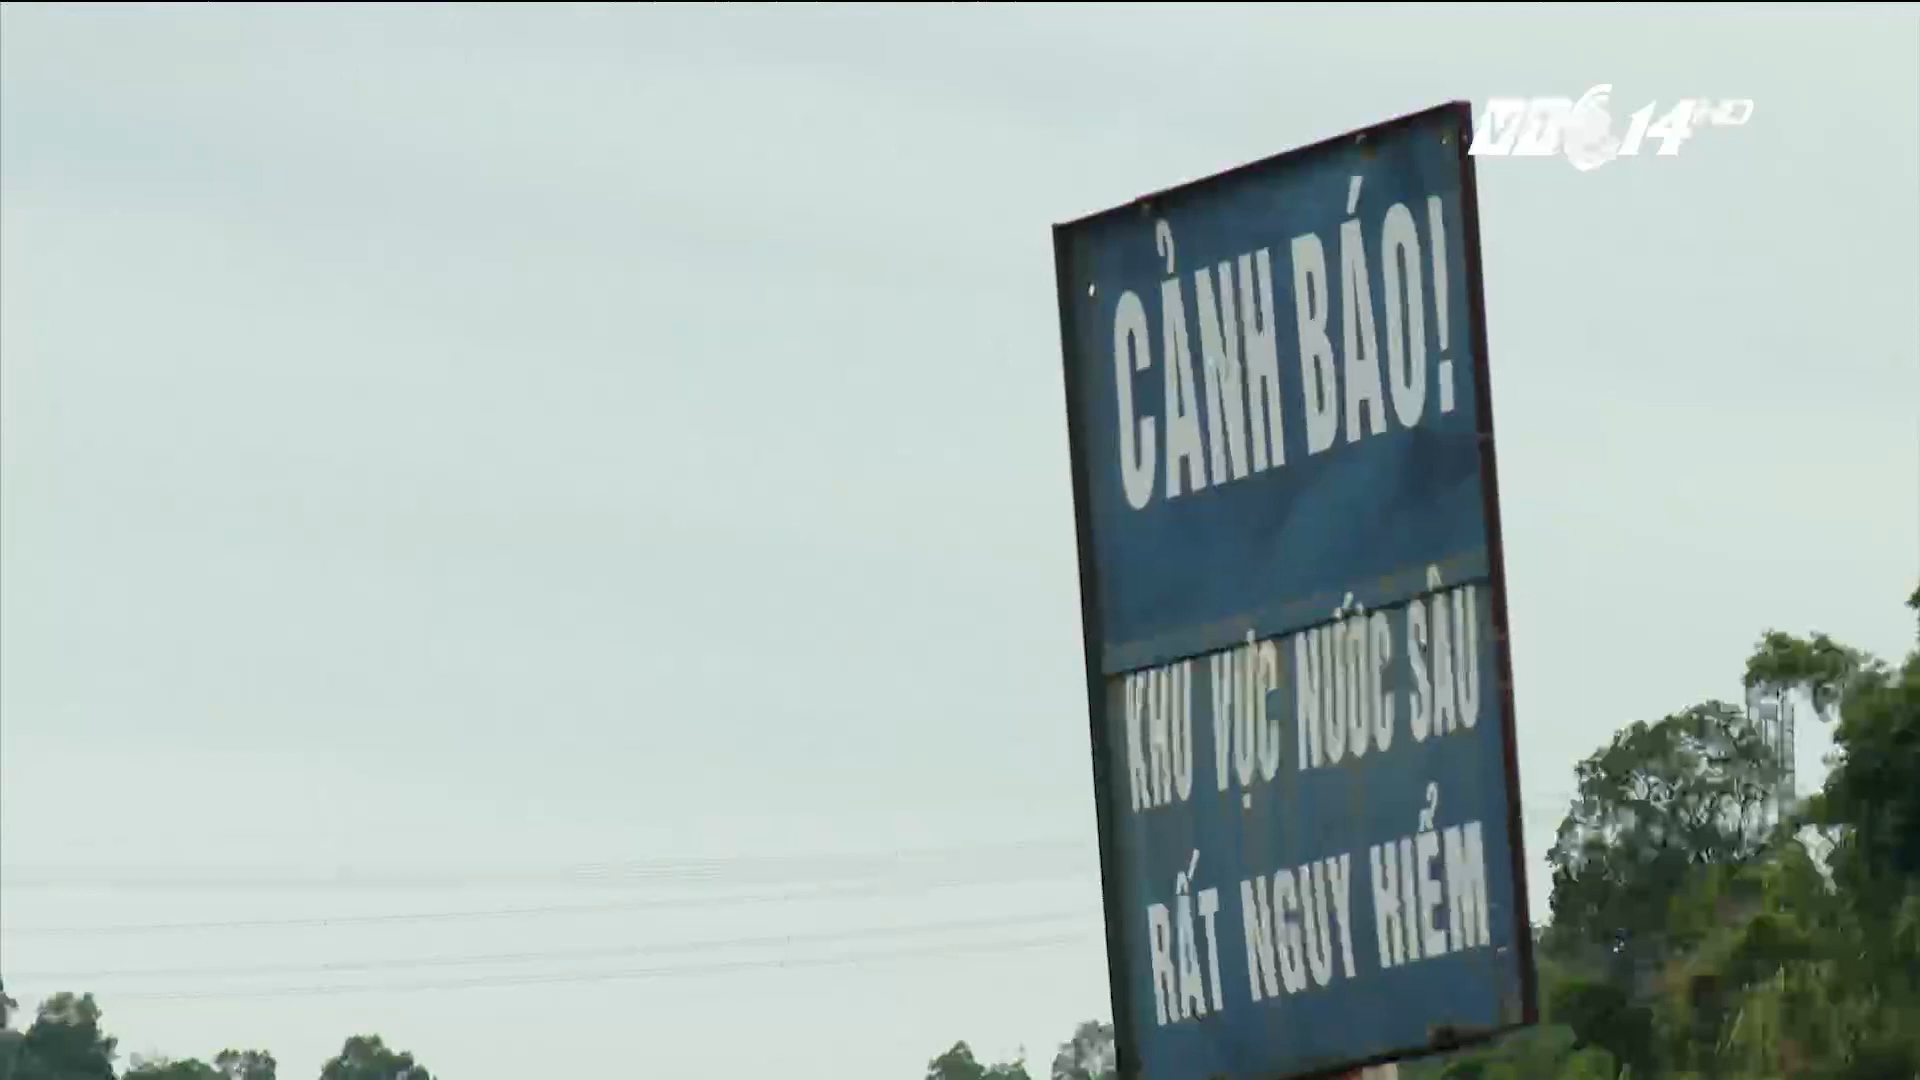 VTC14 HD
CẢNH BÁO!
KHU VỰC NƯỚC SÂU
RẤT NGUY HIỂM